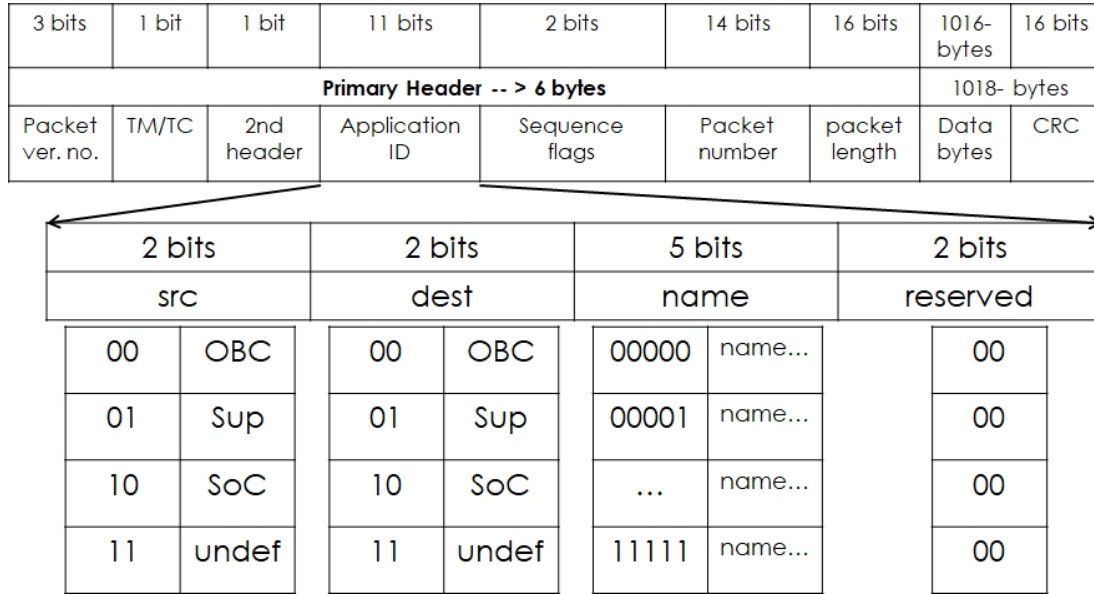 3 bits 1 bit 1 bit 11 bits 2 bits 14 bits 16 bits 1016- 16 bits
bytes
Primary Header -- > 6 bytes 1018- bytes
Packet TM/TC 2nd Application Sequence Packet packet Data CRC
ver. no. header ID flags number length bytes
2 bits 2 bits 5 bits 2 bits
src dest name reserved
00 OBC 00 OBC 00000 name... 00
01 Sup 01 Sup 00001 name... 00
10 SoC 10 SoC ... name... 00
11 undef 11 undef 11111 name... 00